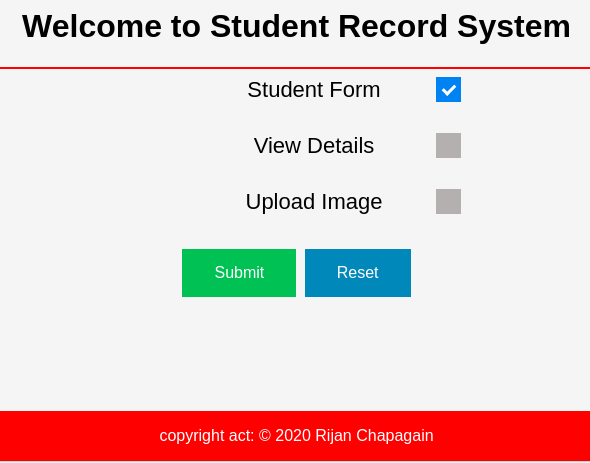 Welcome to Student Record System
Student Form
View Details
Upload Image
Submit Reset
copyright act: © 2020 Rijan Chapagain